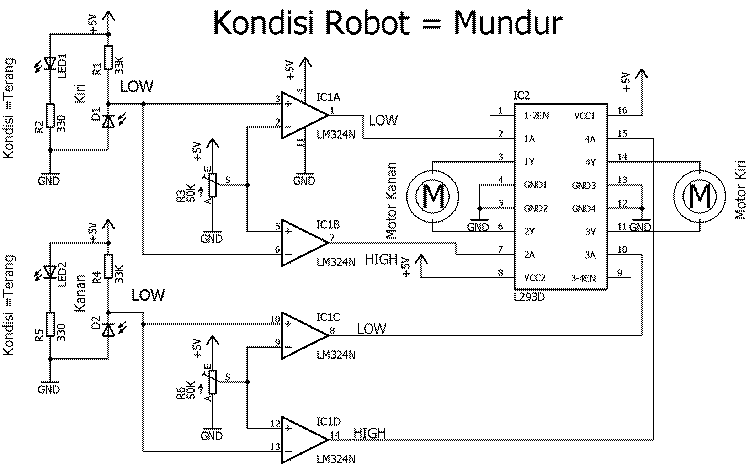 Kondisi Robot = Mundur
+5V
LED1
R2
330
R1
33K
Kiri
D1
LOW
GND
Kondisi =Terang
+5V
R3
50K
E
S
A
GND
+5V
IC1A
3
2
4
11
1
LM324N
LOW
GND
IC1B
5
6
7
LM324N
HIGH
+5V
LED2
R5
330
R4
33K
Kanan
D2
LOW
GND
Kondisi =Terang
+5V
R6
50K
E
S
A
GND
IC1C
10
9
8
LM324N
LOW
IC1D
12
13
14
LM324N
HIGH
IC2
1 1-2EN VCC1 16
2 1A 4A 15
3 1Y 4Y 14
4 GND1 GND3 13
5 GND2 GND4 12
6 2Y 3Y 11
7 2A 3A 10
8 VCC2 3-4EN 9
L293D
+5V
+5V
GND
GND
M
Motor Kanan
M
Motor Kiri